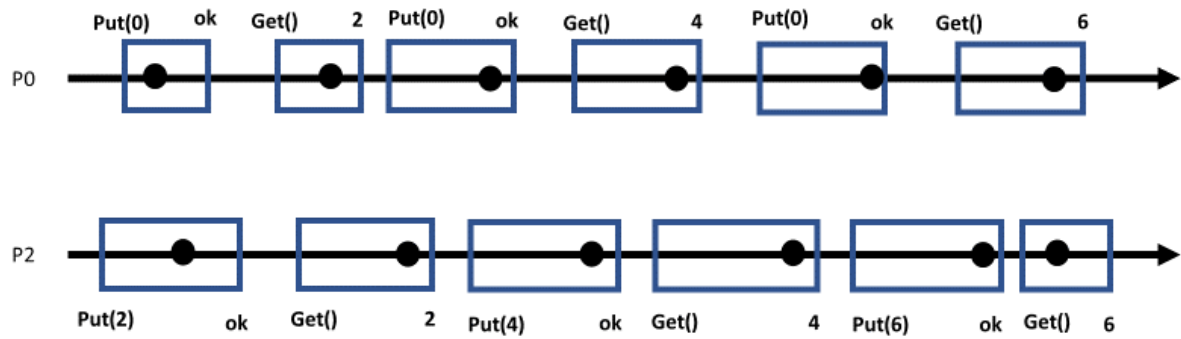 Put(0) ok Get() 2 Put(0) ok Get() 4 Put(0) ok Get() 6
P0
P2
Put(2) ok Get() 2 Put(4) ok Get() 4 Put(6) ok Get() 6